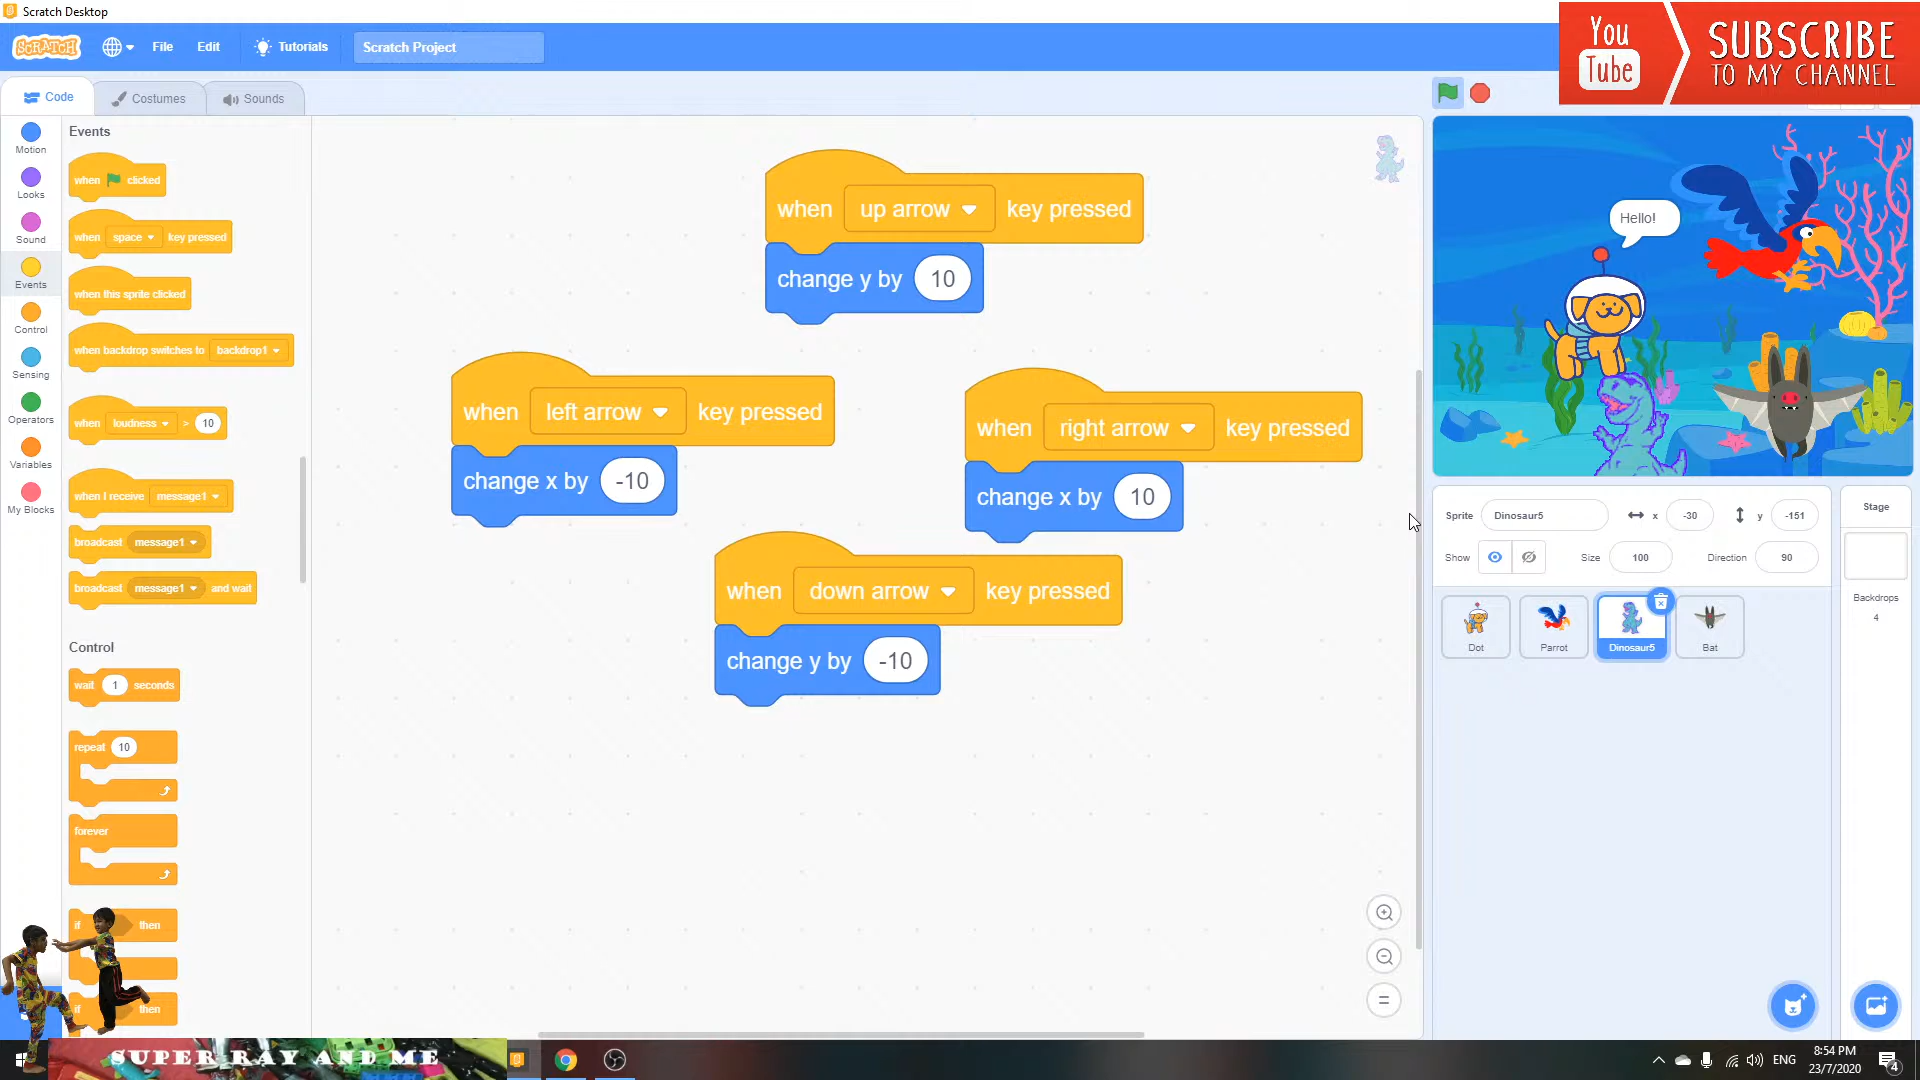 Scratch Desktop
SCRATCH
File
Edit
Tutorials
Scratch Project
You
Tube
SUBSCRIBE
TO MY CHANNEL
Code
Costumes
Sounds
Motion
Looks
Sound
Events
Control
Sensing
Operators
Variables
My Blocks
Events
when clicked
when space key pressed
when this sprite clicked
when backdrop switches to backdrop1
when loudness > 10
when I receive message1
broadcast message1
broadcast message1 and wait
Control
wait 1 seconds
repeat 10
forever
if then
if then
when up arrow key pressed
change y by 10
when left arrow key pressed
change x by -10
when right arrow key pressed
change x by 10
when down arrow key pressed
change y by -10
Hello!
Sprite Dinosaur5 x -30 y -151
Show Size 100 Direction 90
Dot
Parrot
Dinosaur5
Bat
Stage
Backdrops
4
SUPER RAY AND ME
ENG
8:54 PM
23/7/2020
4